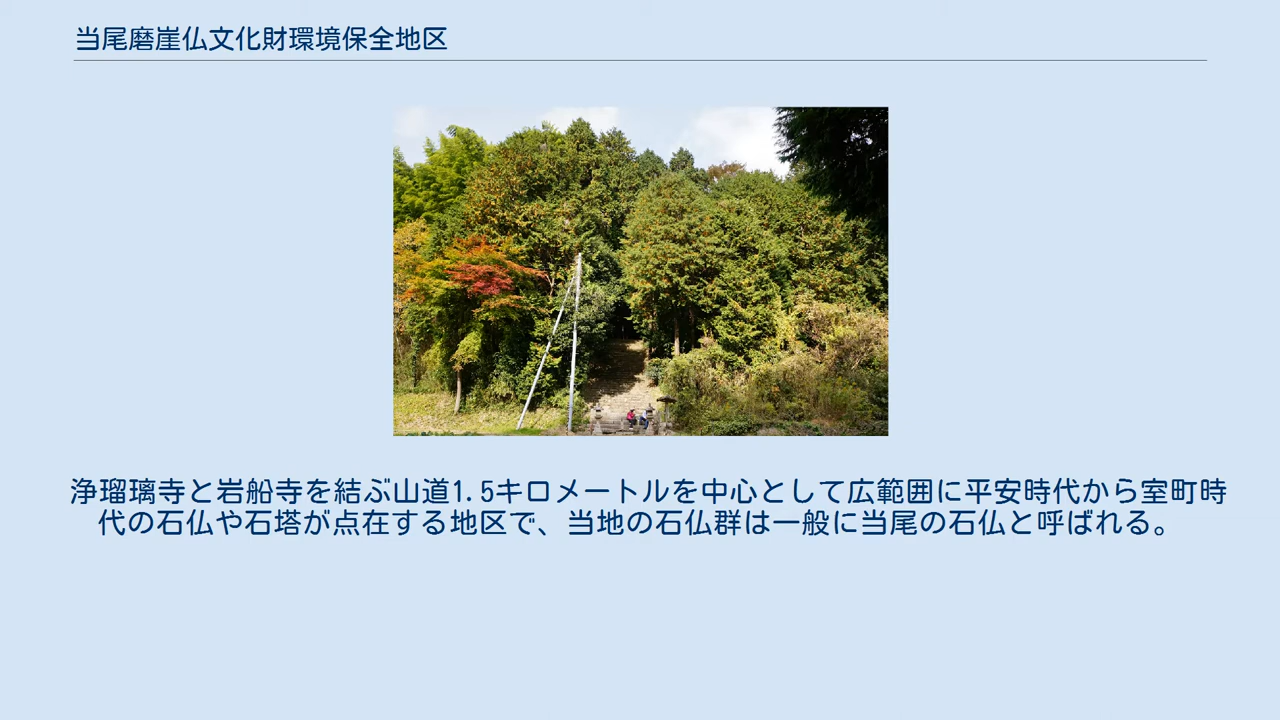 当尾磨崖仏文化財環境保全地区
浄瑠璃寺と岩船寺を結ぶ山道1.5キロメートルを中心として広範囲に平安時代から室町時
代の石仏や石塔が点在する地区で、当地の石仏群は一般に当尾の石仏と呼ばれる。